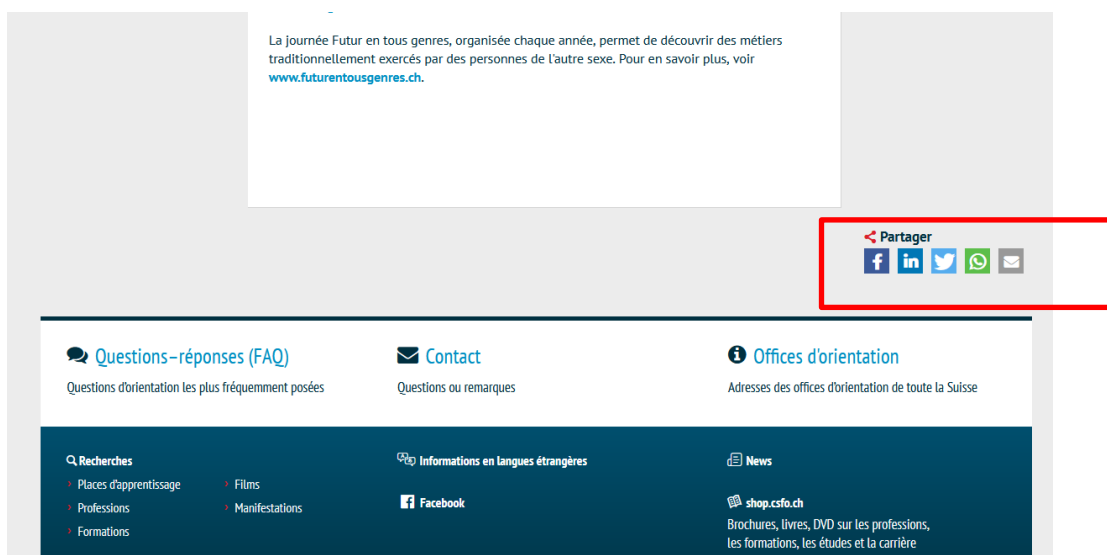 La journée Futur en tous genres, organisée chaque année, permet de découvrir des métiers
traditionnellement exercés par des personnes de l'autre sexe. Pour en savoir plus, voir
www.futurentousgenres.ch.
Partager
Questions–réponses (FAQ)
Questions d'orientation les plus fréquemment posées
Contact
Questions ou remarques
Offices d'orientation
Adresses des offices d'orientation de toute la Suisse
Recherches
Places d'apprentissage
Professions
Formations
Films
Manifestations
Informations en langues étrangères
Facebook
News
shop.csfo.ch
Brochures, livres, DVD sur les professions,
les formations, les études et la carrière